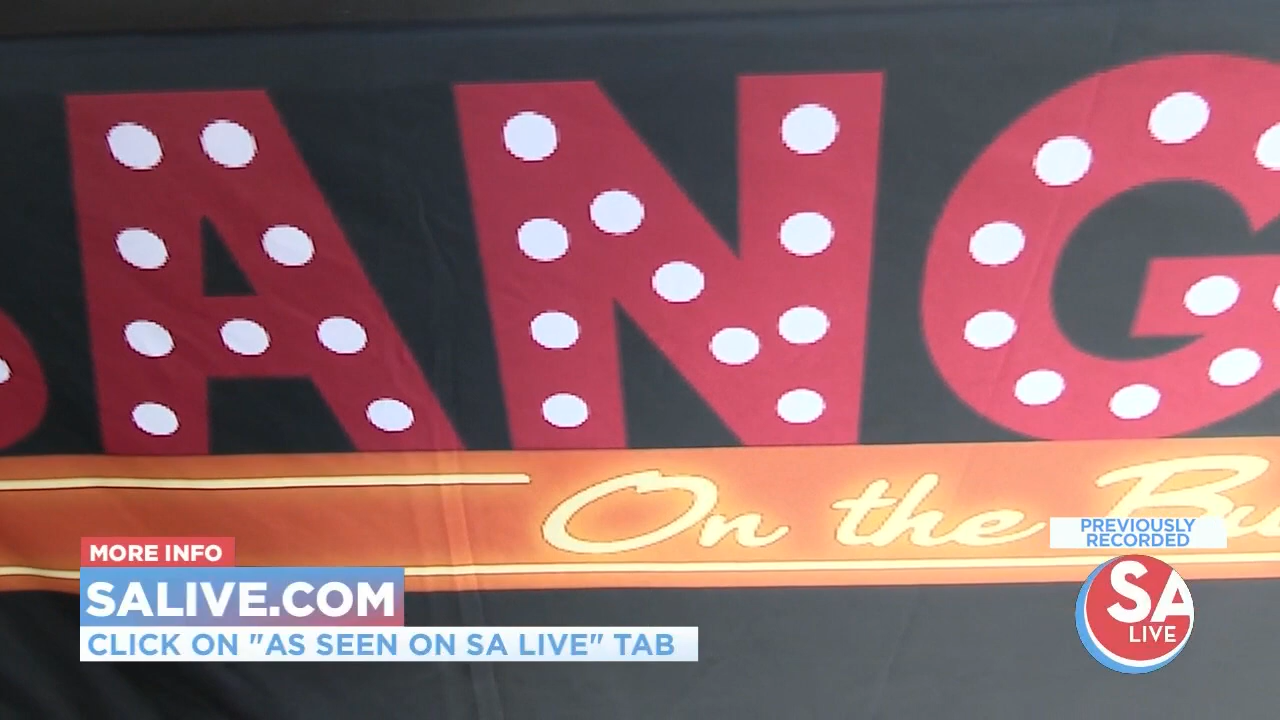 ANG
On the
PREVIOUSLY
RECORDED
MORE INFO
SALIVE.COM
CLICK ON "AS SEEN ON SA LIVE" TAB
SA
LIVE